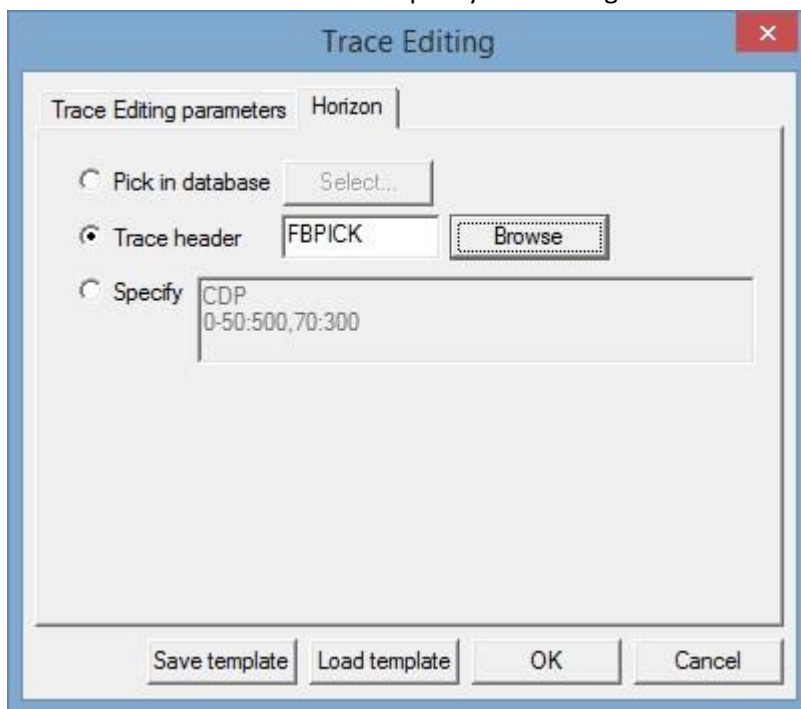 Trace Editing
Trace Editing parameters Horizon
Pick in database Select...
Trace header FBPICK Browse
Specify CDP
0-50:500,70:300
Save template Load template OK Cancel